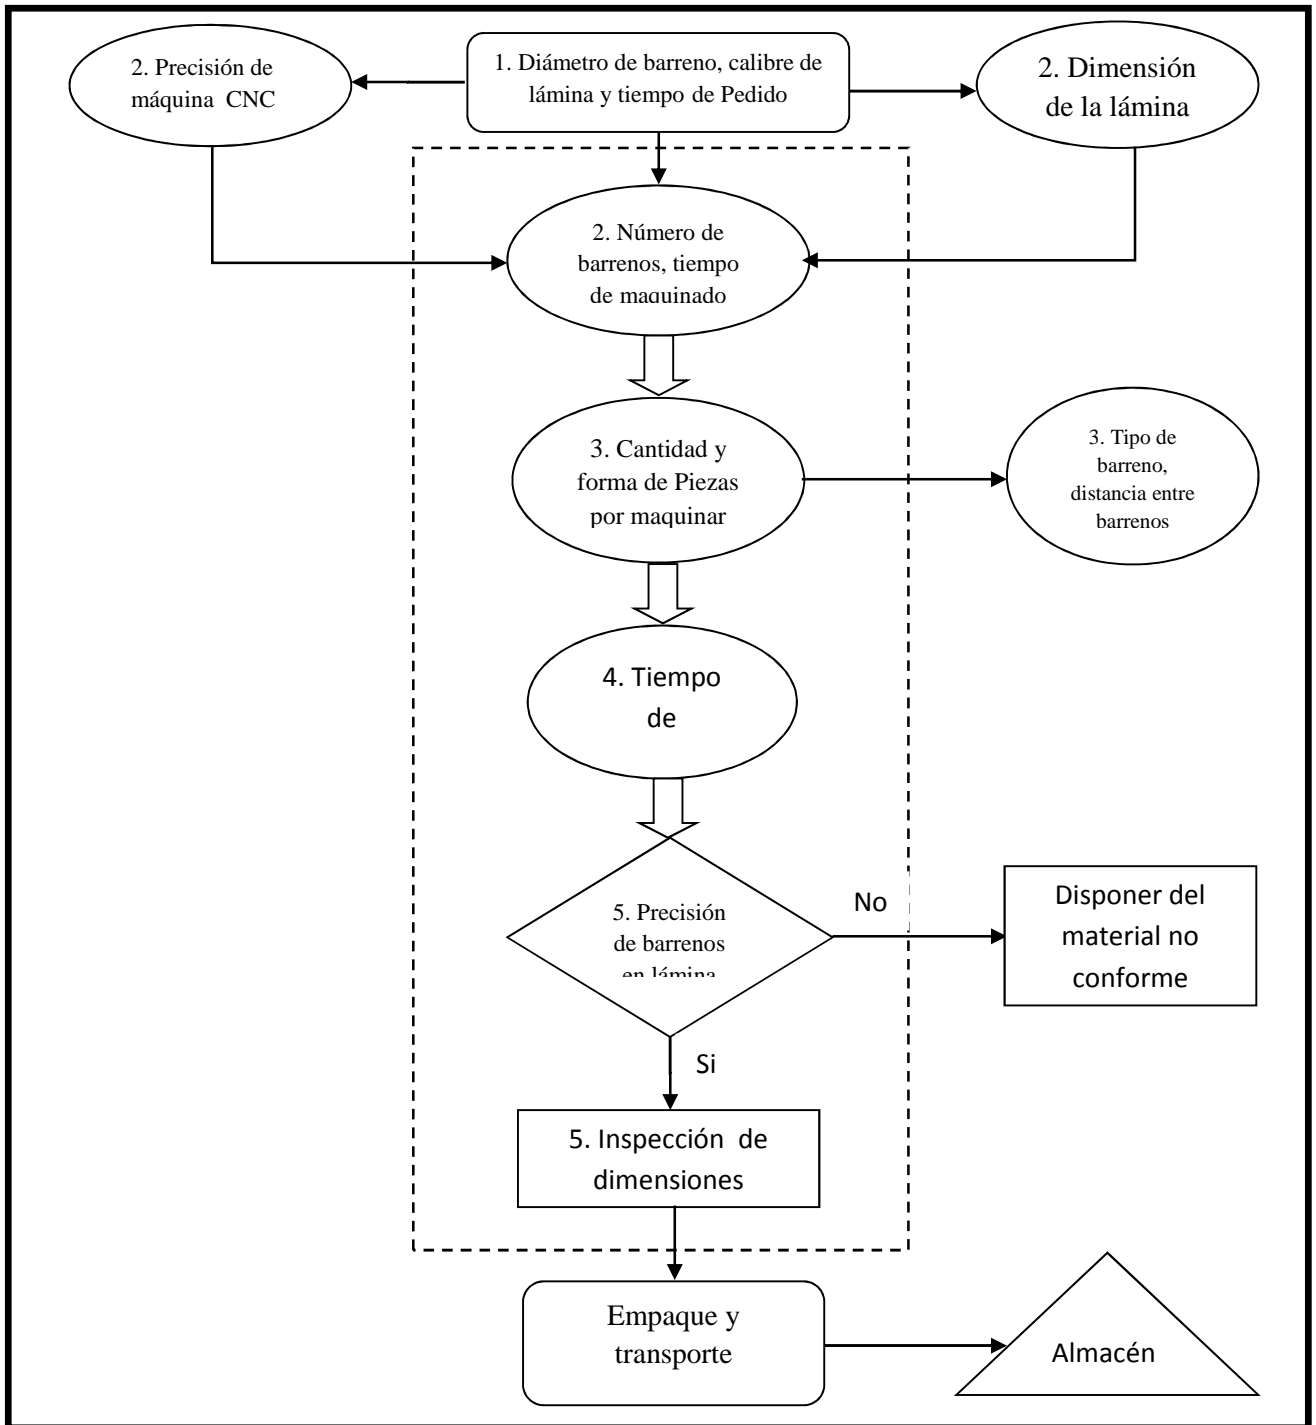 2. Precisión de
máquina CNC
1. Diámetro de barreno, calibre de
lámina y tiempo de Pedido
2. Dimensión
de la lámina
2. Número de
barrenos, tiempo
de maquinado
3. Cantidad y
forma de Piezas
por maquinar
3. Tipo de
barreno,
distancia entre
barrenos
4. Tiempo
de
5. Precisión
de barrenos
en lámina
No
Disponer del
material no
conforme
Si
5. Inspección de
dimensiones
Empaque y
transporte
Almacén